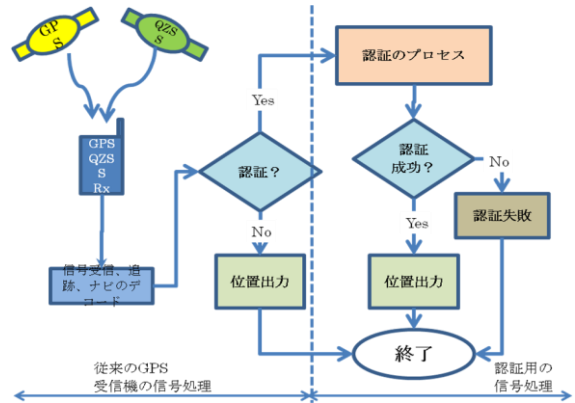 GP
S
QZS
S
GPS
QZS
S
Rx
信号受信、追
跡、ナビのデ
コード
認証？
Yes
No
位置出力
認証のプロセス
認証
成功？
No
Yes
認証失敗
位置出力
終了
従来のGPS
受信機の信号処理
認証用の
信号処理